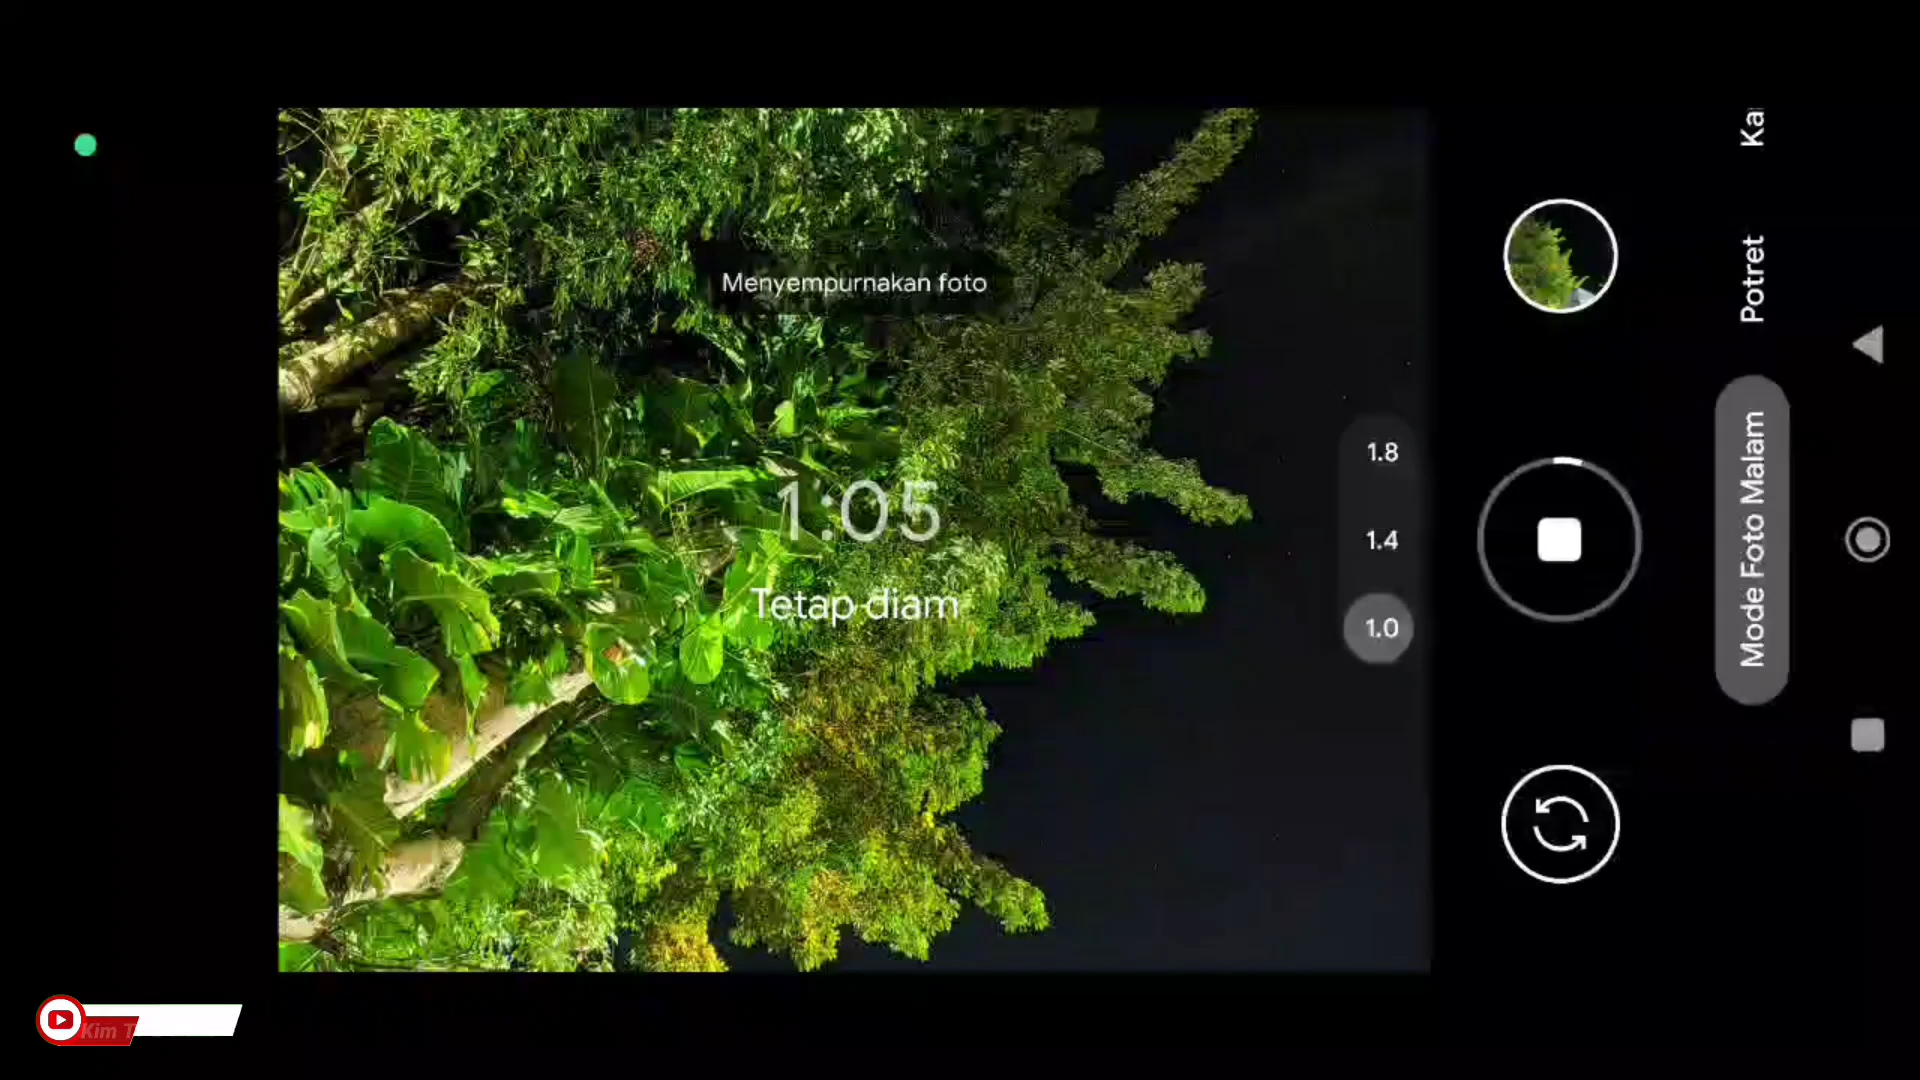 Menyempurnakan foto
1:05
Tetap diam
1.8
1.4
1.0
Ka
Potret
Mode Foto Malam
Kim T